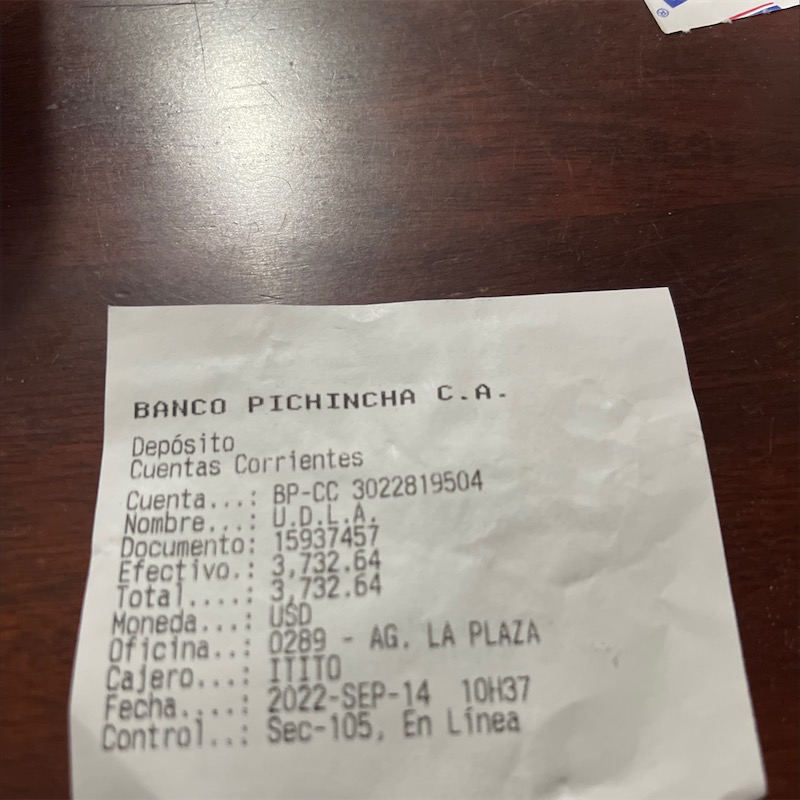 ®
BANCO PICHINCHA C.A.
Depósito
Cuentas Corrientes
Cuenta...: BP-CC 3022819504
Nombre...: U.D.L.A.
Documento: 15937457
Efectivo.: 3,732.64
Total....: 3,732.64
Moneda...: USD
Oficina..: 0289 - AG. LA PLAZA
Cajero...: ITITO
Fecha....: 2022-SEP-14 10H37
Control..: Sec-105, En Línea